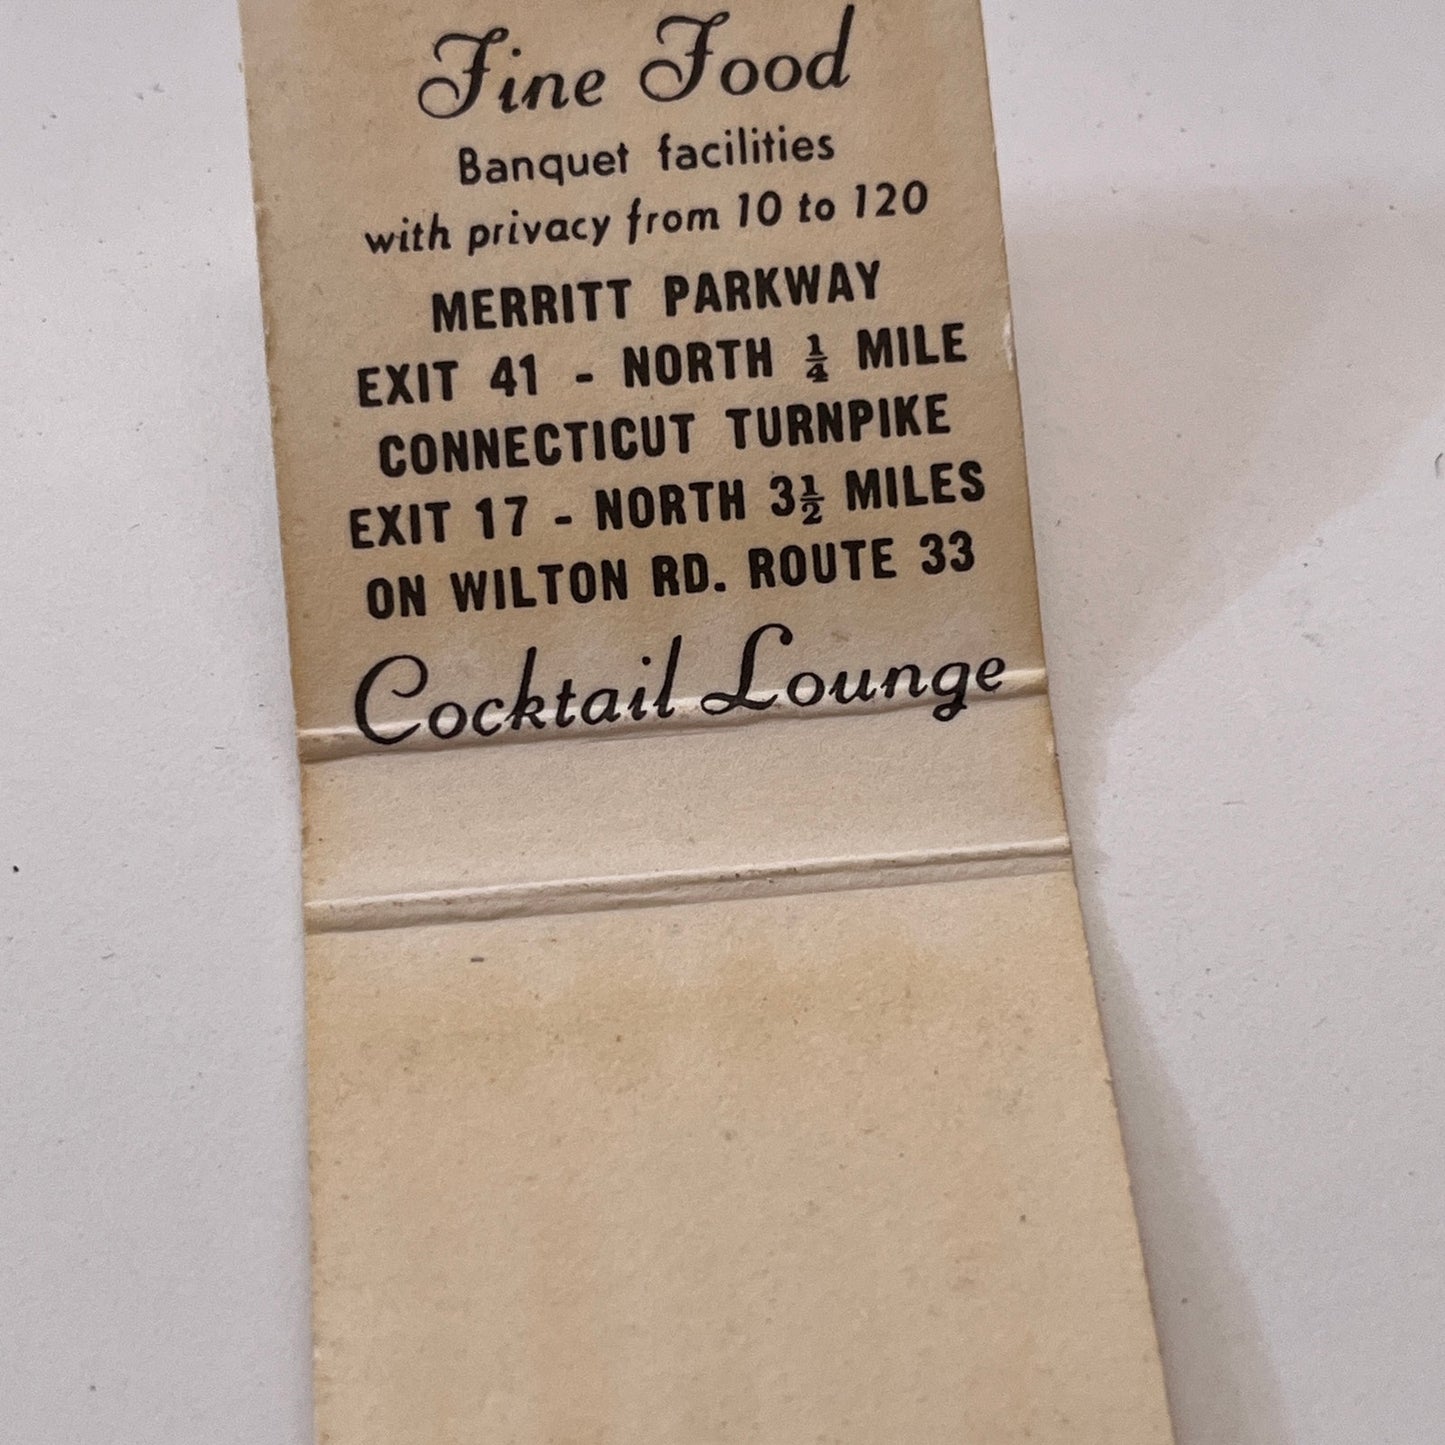 Fine Food
Banquet facilities
with privacy from 10 to 120
MERRITT PARKWAY
EXIT 41 - NORTH ¼ MILE
CONNECTICUT TURNPIKE
EXIT 17 - NORTH 3½ MILES
ON WILTON RD. ROUTE 33
Cocktail Lounge